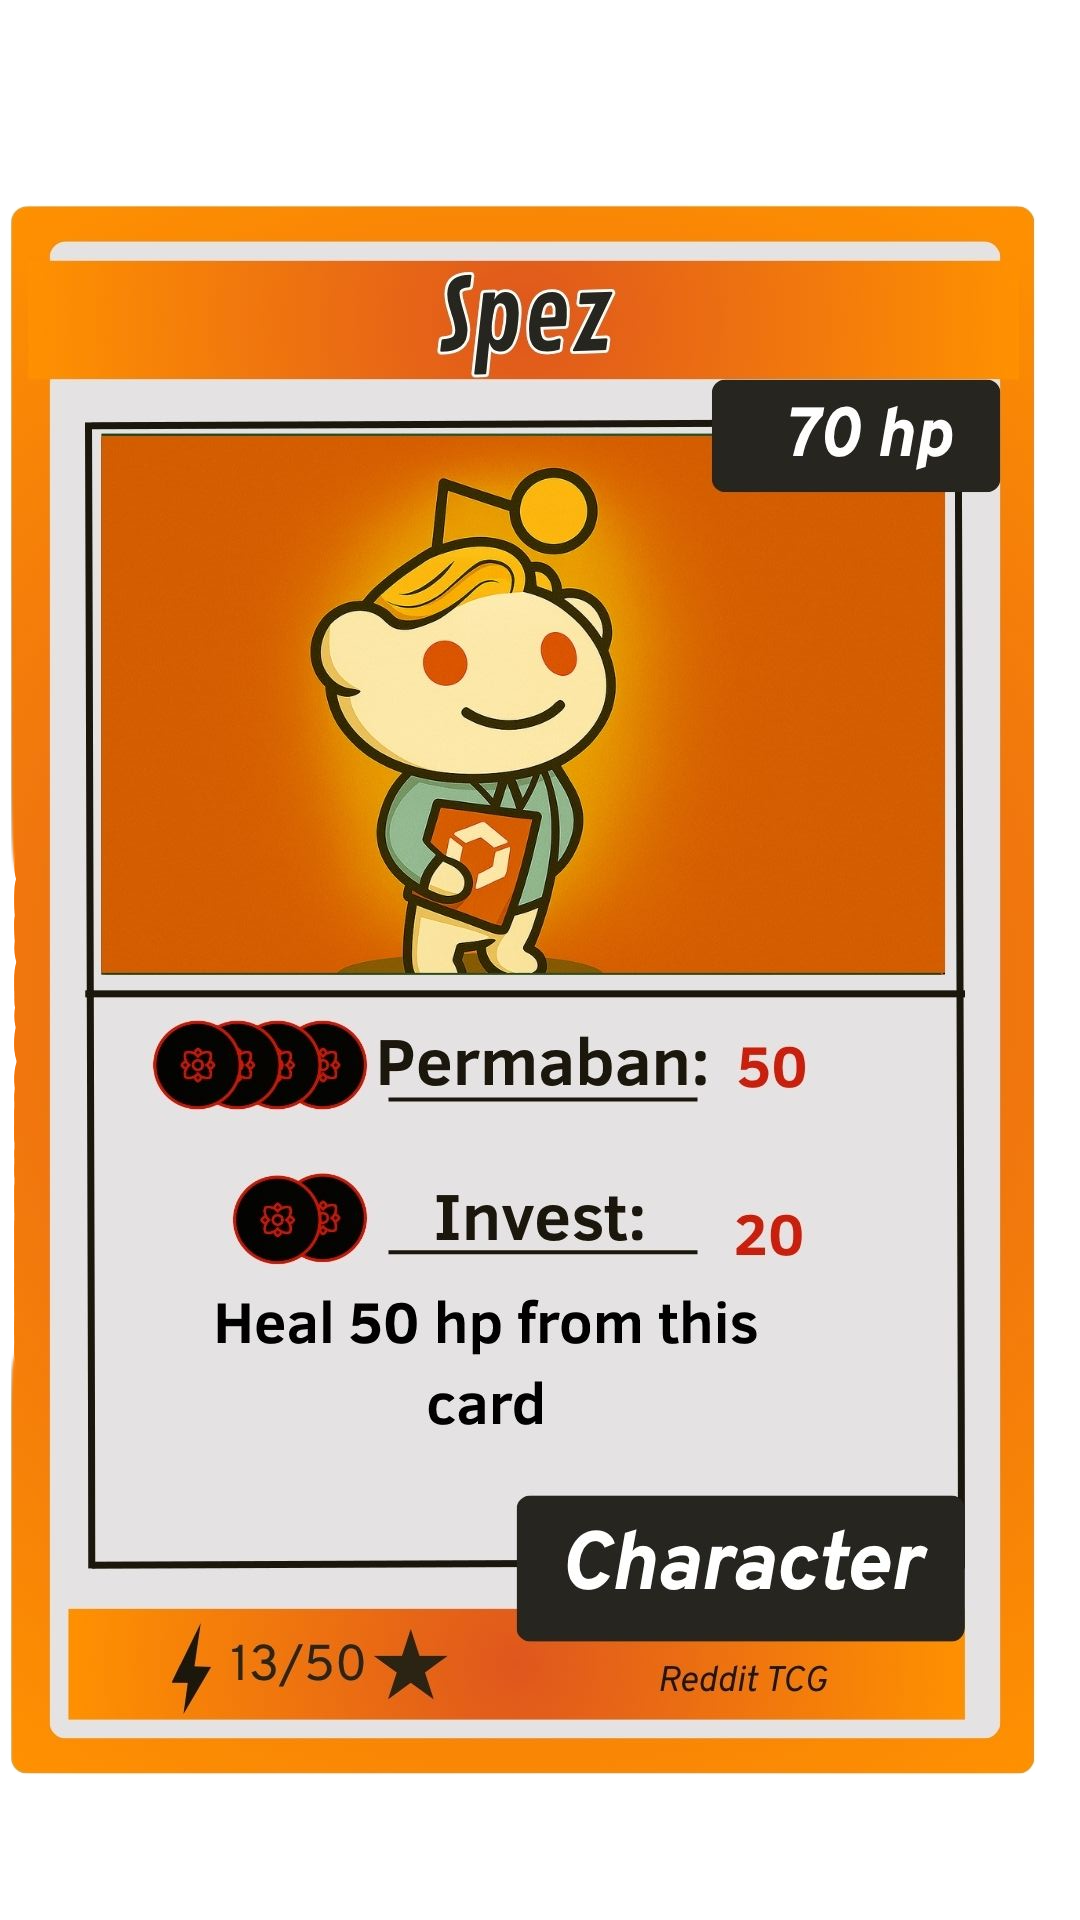 Spez
70 hp
Permaban: 50
Invest: 20
Heal 50 hp from this
card
Character
13/50
Reddit TCG